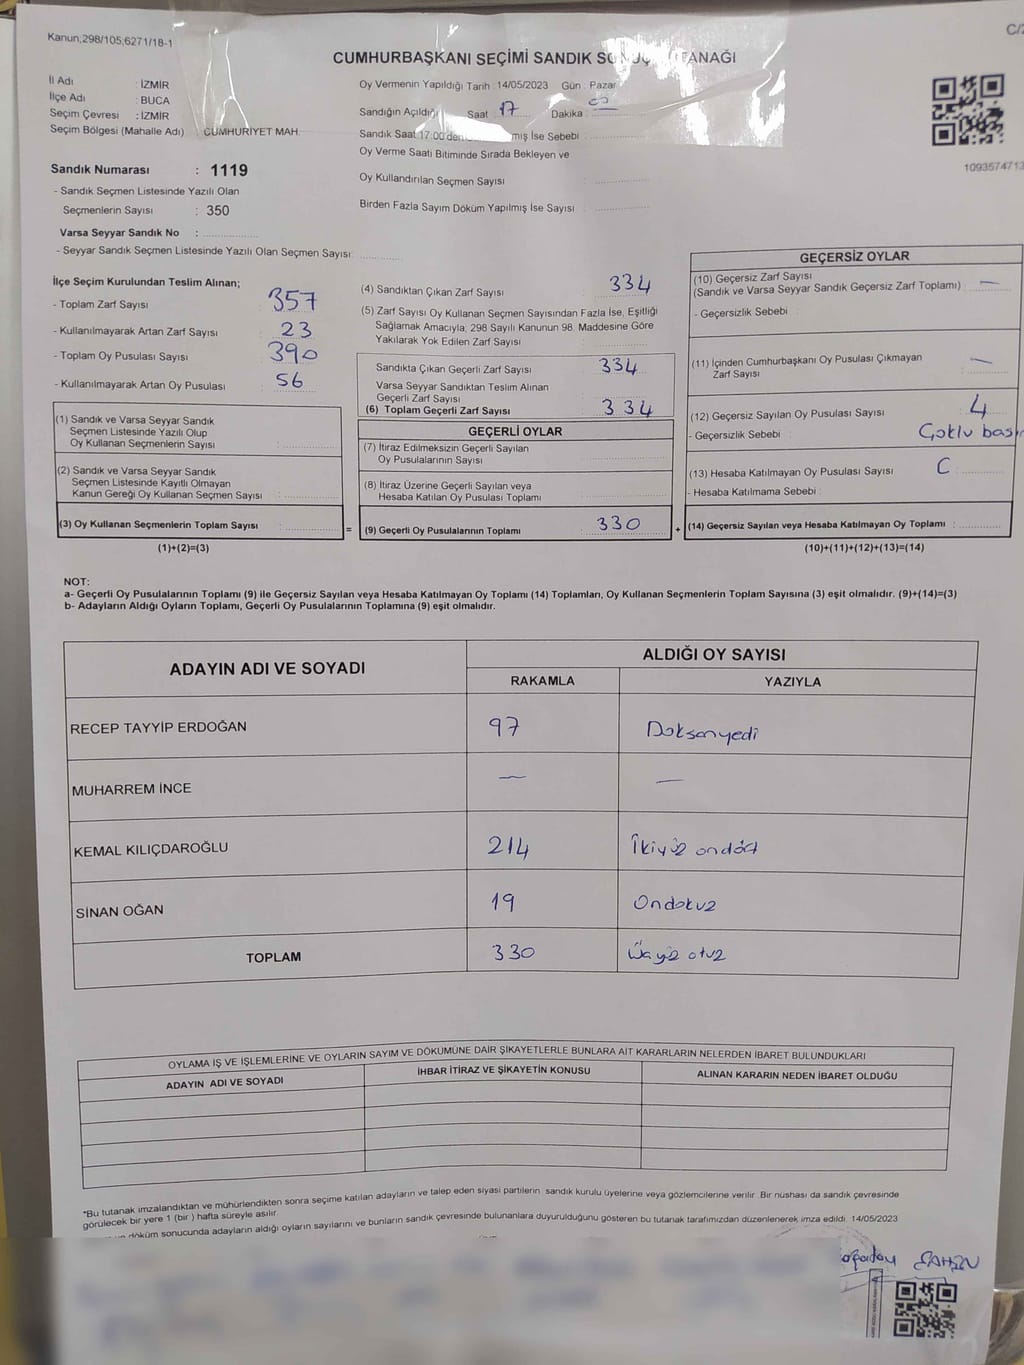 Kanun;298/105;6271/18-1
C/2
CUMHURBAŞKANI SEÇİMİ SANDIK SONUÇ TUTANAĞI
İl Adı : İZMİR
İlçe Adı : BUCA
Seçim Çevresi : İZMİR
Seçim Bölgesi (Mahalle Adı) : CUMHURİYET MAH.
Oy Vermenin Yapıldığı Tarih : 14/05/2023 Gün : Pazar
Sandığın Açıldığı Saat : 17 Dakika :
Sandık Saat 17:00'den mış İse Sebebi :
Oy Verme Saati Bitiminde Sırada Bekleyen ve
Oy Kullandırılan Seçmen Sayısı :
Birden Fazla Sayım Döküm Yapılmış İse Sayısı :
1093574713
Sandık Numarası : 1119
- Sandık Seçmen Listesinde Yazılı Olan
Seçmenlerin Sayısı : 350
Varsa Seyyar Sandık No :
- Seyyar Sandık Seçmen Listesinde Yazılı Olan Seçmen Sayısı:
İlçe Seçim Kurulundan Teslim Alınan;
- Toplam Zarf Sayısı : 357
- Kullanılmayarak Artan Zarf Sayısı : 23
- Toplam Oy Pusulası Sayısı : 390
- Kullanılmayarak Artan Oy Pusulası : 56
(1) Sandık ve Varsa Seyyar Sandık
Seçmen Listesinde Yazılı Olup
Oy Kullanan Seçmenlerin Sayısı :
(2) Sandık ve Varsa Seyyar Sandık
Seçmen Listesinde Kayıtlı Olmayan
Kanun Gereği Oy Kullanan Seçmen Sayısı :
(3) Oy Kullanan Seçmenlerin Toplam Sayısı :
(1)+(2)=(3)
(4) Sandıktan Çıkan Zarf Sayısı : 334
(5) Zarf Sayısı Oy Kullanan Seçmen Sayısından Fazla İse, Eşitliği
Sağlamak Amacıyla; 298 Sayılı Kanunun 98. Maddesine Göre
Yakılarak Yok Edilen Zarf Sayısı :
Sandıkta Çıkan Geçerli Zarf Sayısı : 334
Varsa Seyyar Sandıktan Teslim Alınan
Geçerli Zarf Sayısı :
(6) Toplam Geçerli Zarf Sayısı : 334
GEÇERLİ OYLAR
(7) İtiraz Edilmeksizin Geçerli Sayılan
Oy Pusulalarının Sayısı :
(8) İtiraz Üzerine Geçerli Sayılan veya
Hesaba Katılan Oy Pusulası Toplamı :
=
(9) Geçerli Oy Pusulalarının Toplamı : 330
+
GEÇERSİZ OYLAR
(10) Geçersiz Zarf Sayısı
(Sandık ve Varsa Seyyar Sandık Geçersiz Zarf Toplamı) : —
- Geçersizlik Sebebi :
(11) İçinden Cumhurbaşkanı Oy Pusulası Çıkmayan
Zarf Sayısı : —
(12) Geçersiz Sayılan Oy Pusulası Sayısı : 4
- Geçersizlik Sebebi : Çoklu
(13) Hesaba Katılmayan Oy Pusulası Sayısı :
- Hesaba Katılmama Sebebi :
(14) Geçersiz Sayılan veya Hesaba Katılmayan Oy Toplamı :
(10)+(11)+(12)+(13)=(14)
NOT:
a- Geçerli Oy Pusulalarının Toplamı (9) ile Geçersiz Sayılan veya Hesaba Katılmayan Oy Toplamı (14) Toplamları, Oy Kullanan Seçmenlerin Toplam Sayısına (3) eşit olmalıdır. (9)+(14)=(3)
b- Adayların Aldığı Oyların Toplamı, Geçerli Oy Pusulalarının Toplamına (9) eşit olmalıdır.
ADAYIN ADI VE SOYADI
ALDIĞI OY SAYISI
RAKAMLA YAZIYLA
RECEP TAYYİP ERDOĞAN 97 Doksanyedi
MUHARREM İNCE — —
KEMAL KILIÇDAROĞLU 214 İkiyüz ondört
SİNAN OĞAN 19 Ondokuz
TOPLAM 330 Üçyüz otuz
OYLAMA İŞ VE İŞLEMLERİNE VE OYLARIN SAYIM VE DÖKÜMÜNE DAİR ŞİKAYETLERLE BUNLARA AİT KARARLARIN NELERDEN İBARET BULUNDUKLARI
ADAYIN ADI VE SOYADI İHBAR İTİRAZ VE ŞİKAYETİN KONUSU ALINAN KARARIN NEDEN İBARET OLDUĞU
*Bu tutanak imzalandıktan ve mühürlendikten sonra seçime katılan adayların ve talep eden siyasi partilerin sandık kurulu üyelerine veya gözlemcilerine verilir. Bir nüshası da sandık çevresinde
görülecek bir yere 1 (bir ) hafta süreyle asılır.
döküm sonucunda adayların aldığı oyların sayılarını ve bunların sandık çevresinde bulunanlara duyurulduğunu gösteren bu tutanak tarafımızdan düzenlenerek imza edildi. 14/05/2023
ŞAHİN